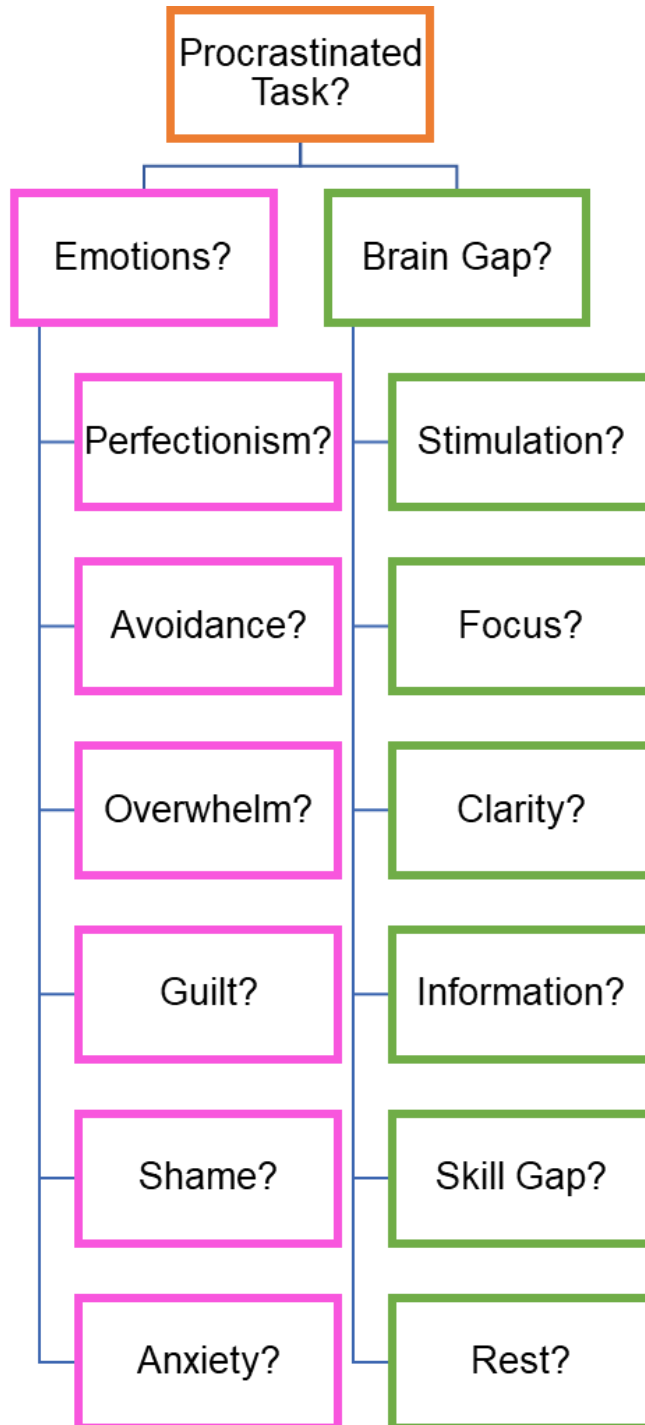 Procrastinated
Task?
Emotions?
Brain Gap?
Perfectionism?
Stimulation?
Avoidance?
Focus?
Overwhelm?
Clarity?
Guilt?
Information?
Shame?
Skill Gap?
Anxiety?
Rest?